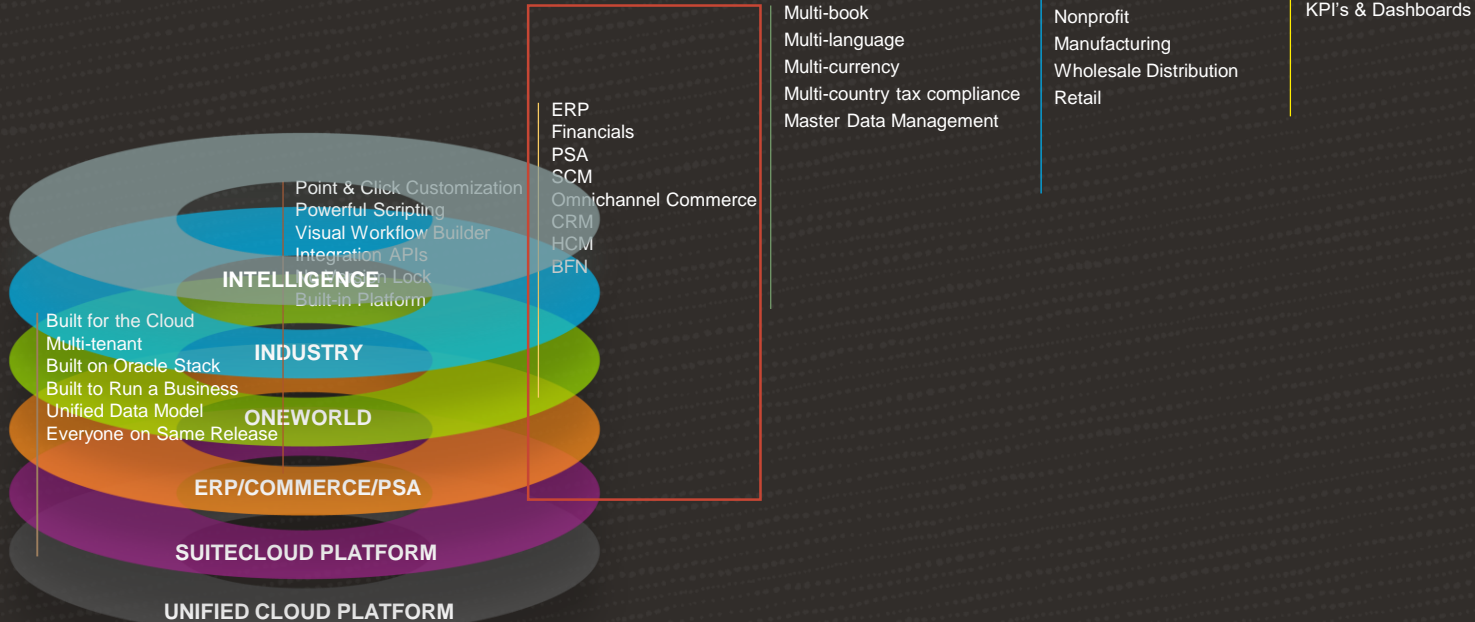 Multi-book
Multi-language
Multi-currency
Multi-country tax compliance
Master Data Management
Nonprofit
Manufacturing
Wholesale Distribution
Retail
KPI's & Dashboards
ERP
Financials
PSA
SCM
Omnichannel Commerce
CRM
HCM
BFN
Point & Click Customization
Powerful Scripting
Visual Workflow Builder
Integration APIs
Lock
Built-in Platform
Built for the Cloud
Multi-tenant
Built on Oracle Stack
Built to Run a Business
Unified Data Model
Everyone on Same Release
INTELLIGENCE
INDUSTRY
ONEWORLD
ERP/COMMERCE/PSA
SUITECLOUD PLATFORM
UNIFIED CLOUD PLATFORM